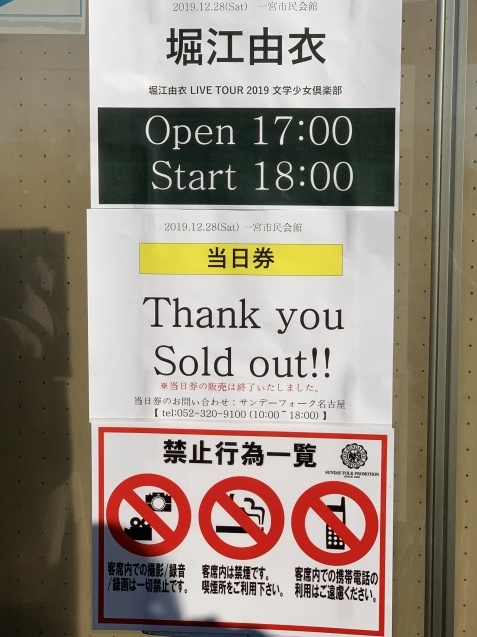 2019.12.28(Sat) 一宮市民会館
堀江由衣
堀江由衣 LIVE TOUR 2019 文学少女倶楽部
Open 17:00
Start 18:00
2019.12.28(Sat) 一宮市民会館
当日券
Thank you
Sold out!!
※当日券の販売は終了いたしました。
当日券のお問い合わせ：サンデーフォーク名古屋
【 tel:052-320-9100 (10:00~18:00) 】
禁止行為一覧
SUNDAY FOLK PROMOTION
客席内での撮影/録音
/録画は一切禁止です。
客席内は禁煙です。
喫煙所をご利用下さい。
客席内での携帯電話の
利用はご遠慮ください。